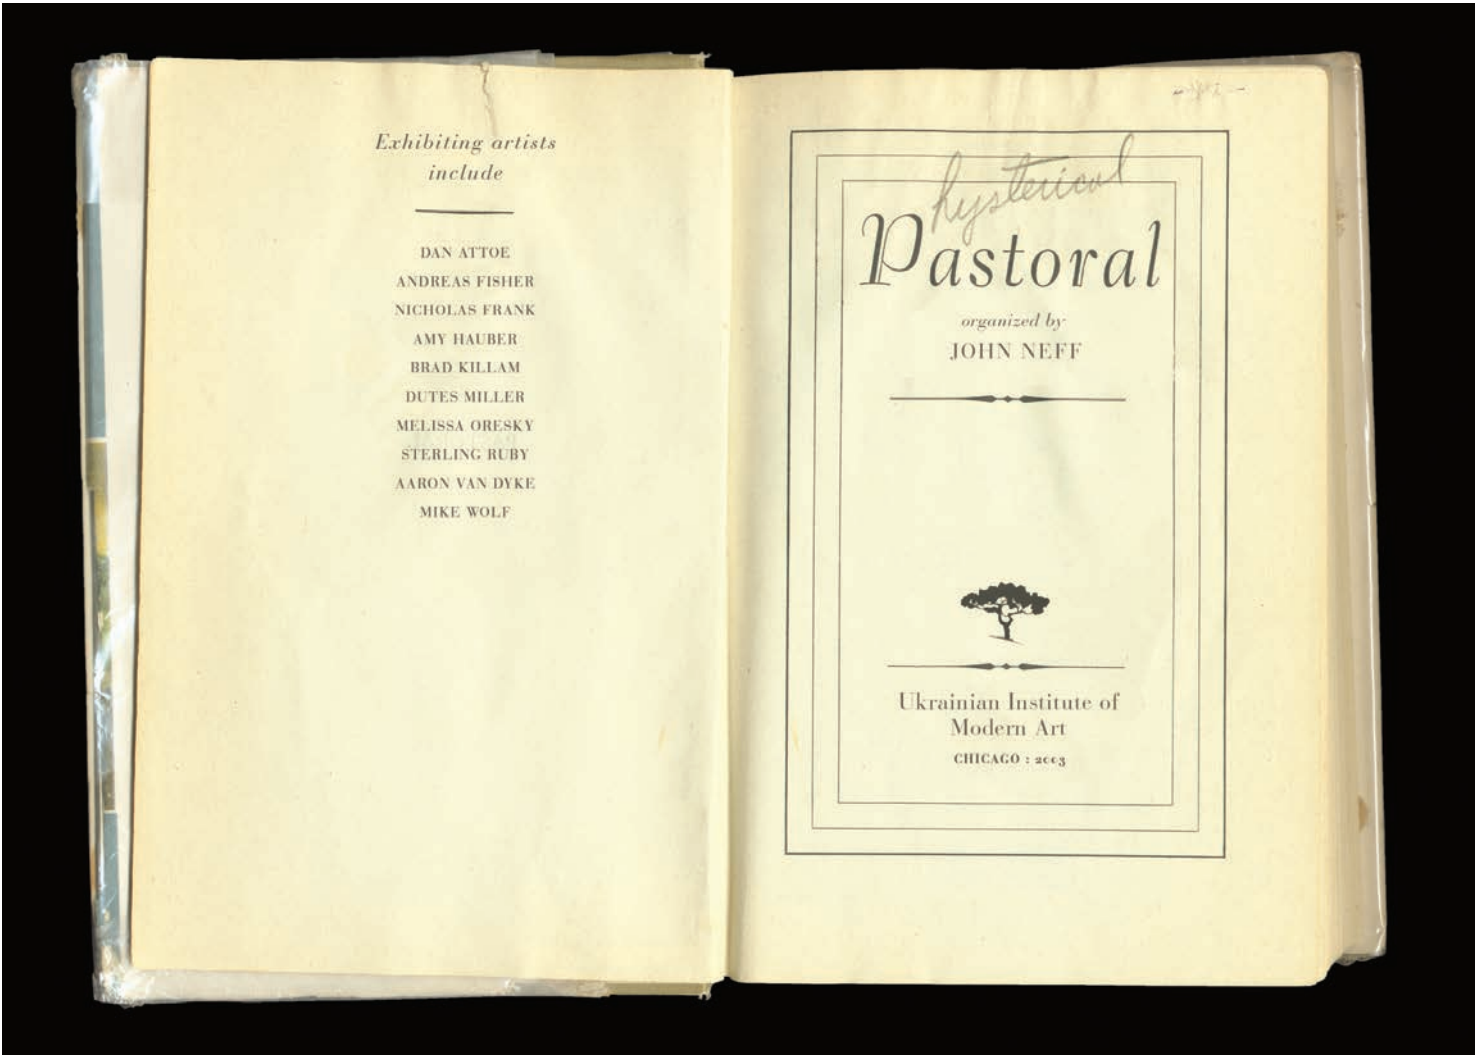 Exhibiting artists
include
DAN ATTOE
ANDREAS FISHER
NICHOLAS FRANK
AMY HAUBER
BRAD KILLAM
DUTES MILLER
MELISSA ORESKY
STERLING RUBY
AARON VAN DYKE
MIKE WOLF
hysterical
Pastoral
organized by
JOHN NEFF
Ukrainian Institute of
Modern Art
CHICAGO : 2003